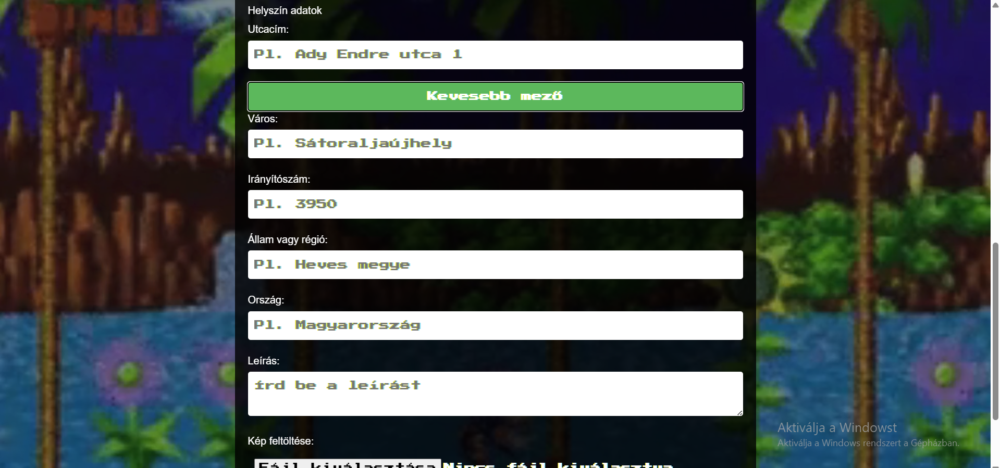 Helyszín adatok
Utcacím:
Pl. Ady Endre utca 1
Kevesebb mező
Város:
Pl. Sátoraljaújhely
Irányítószám:
Pl. 3950
Állam vagy régió:
Pl. Heves megye
Ország:
Pl. Magyarország
Leírás:
írd be a leírást
Aktiválja a Windowst
Aktiválja a Windows rendszert a Gépházban.
Kép feltöltése:
Fájl kiválasztása Nincs fájl kiválasztva